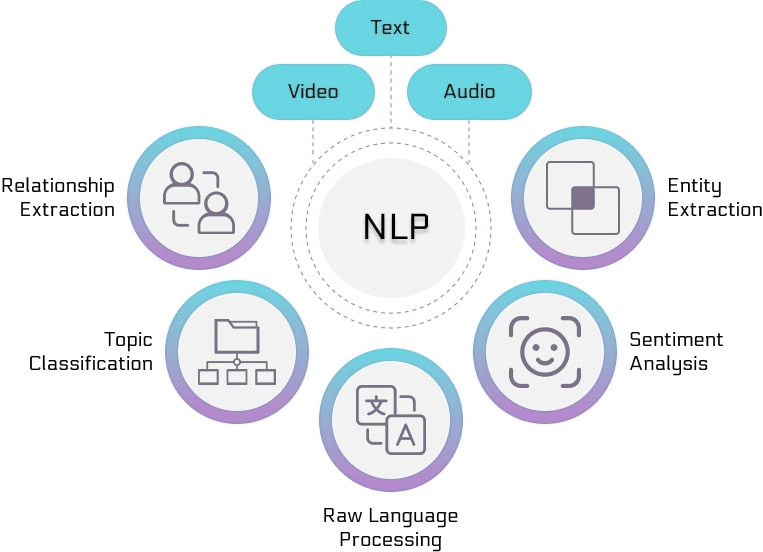 Text
Video
Audio
NLP
Relationship
Extraction
Entity
Extraction
Topic
Classification
Sentiment
Analysis
文
A
Raw Language
Processing